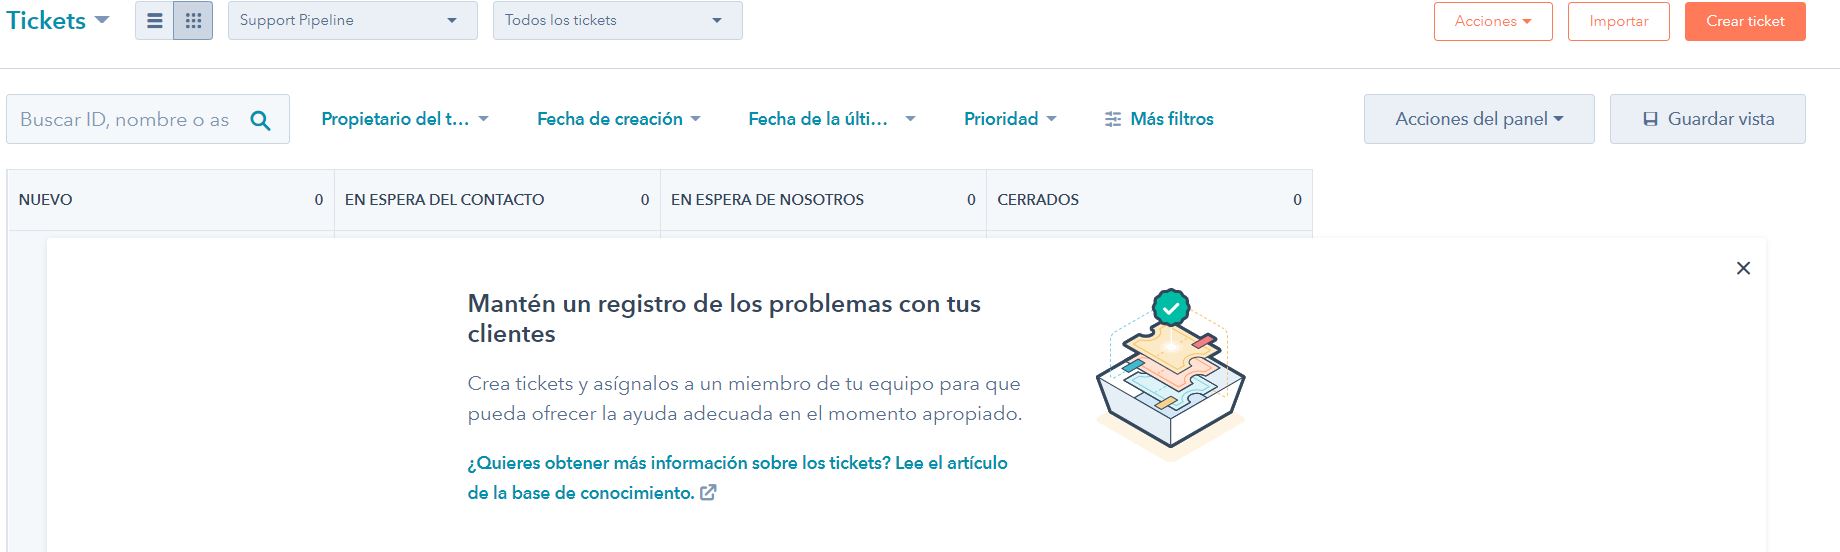 Tickets
Support Pipeline
Todos los tickets
Acciones
Importar
Crear ticket
Buscar ID, nombre o as
Propietario del t...
Fecha de creación
Fecha de la últi...
Prioridad
Más filtros
Acciones del panel
Guardar vista
NUEVO 0
EN ESPERA DEL CONTACTO 0
EN ESPERA DE NOSOTROS 0
CERRADOS 0
Mantén un registro de los problemas con tus
clientes
Crea tickets y asígnalos a un miembro de tu equipo para que
pueda ofrecer la ayuda adecuada en el momento apropiado.
¿Quieres obtener más información sobre los tickets? Lee el artículo
de la base de conocimiento.